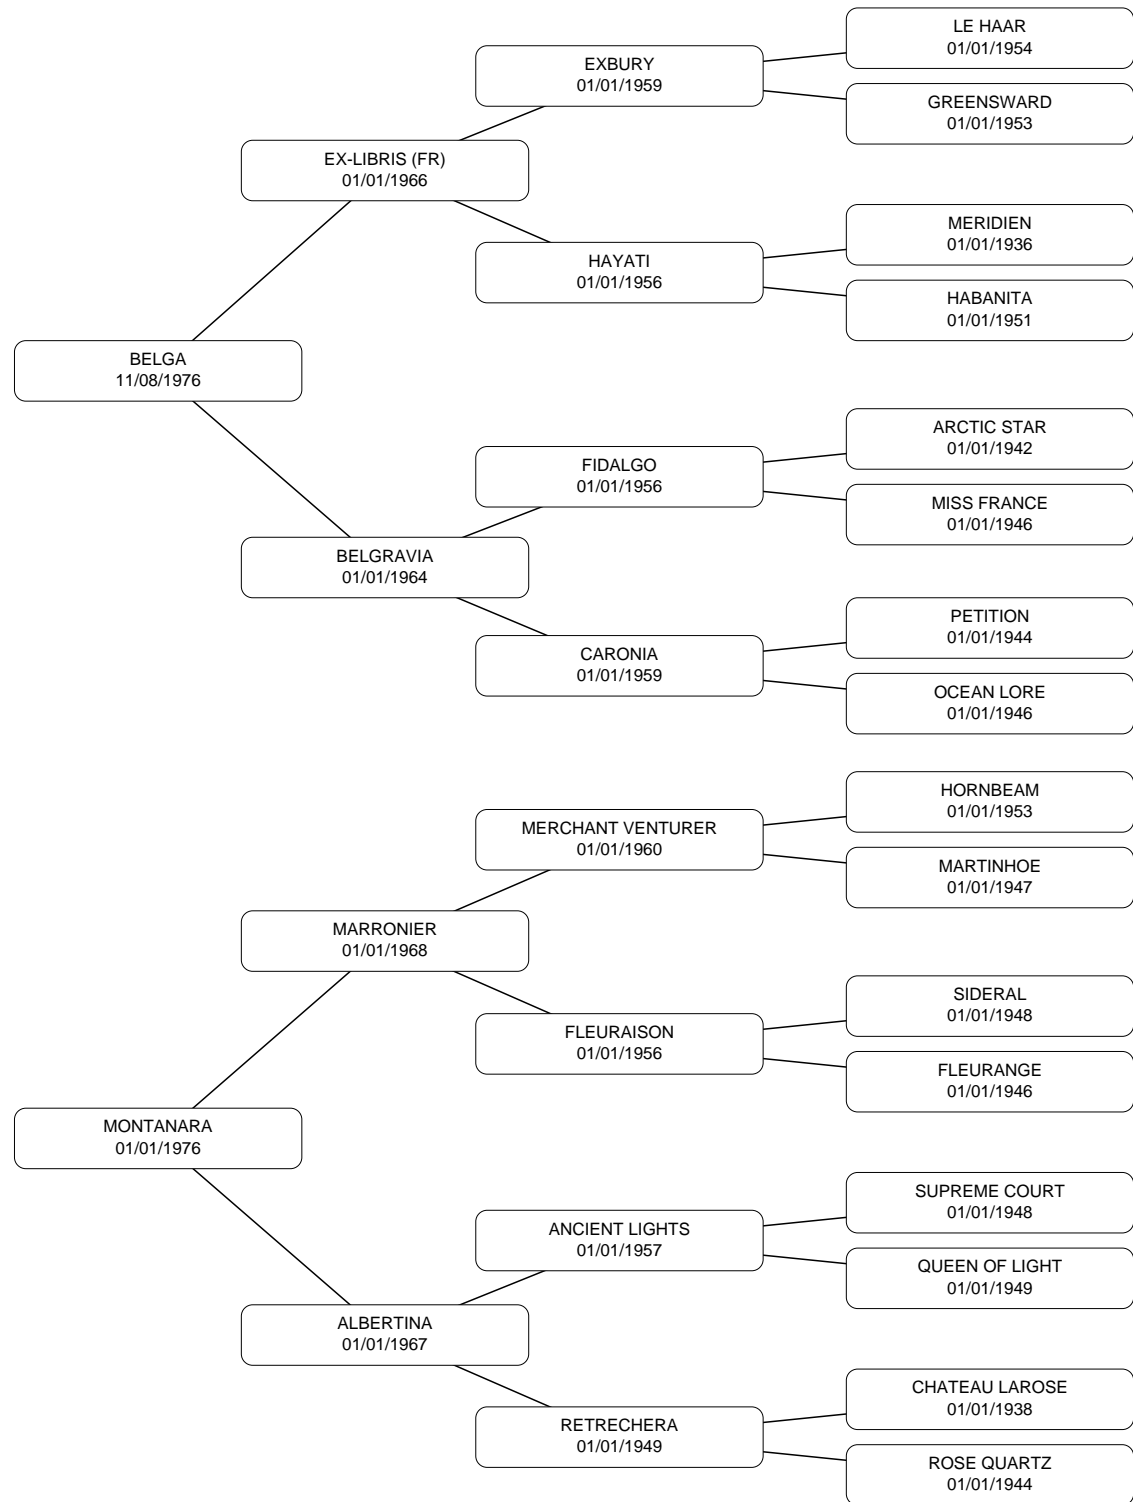 LE HAAR
01/01/1954
EXBURY
01/01/1959
GREENSWARD
01/01/1953
EX-LIBRIS (FR)
01/01/1966
MERIDIEN
01/01/1936
HAYATI
01/01/1956
HABANITA
01/01/1951
BELGA
11/08/1976
ARCTIC STAR
01/01/1942
FIDALGO
01/01/1956
MISS FRANCE
01/01/1946
BELGRAVIA
01/01/1964
PETITION
01/01/1944
CARONIA
01/01/1959
OCEAN LORE
01/01/1946
HORNBEAM
01/01/1953
MERCHANT VENTURER
01/01/1960
MARTINHOE
01/01/1947
MARRONIER
01/01/1968
SIDERAL
01/01/1948
FLEURAISON
01/01/1956
FLEURANGE
01/01/1946
MONTANARA
01/01/1976
SUPREME COURT
01/01/1948
ANCIENT LIGHTS
01/01/1957
QUEEN OF LIGHT
01/01/1949
ALBERTINA
01/01/1967
CHATEAU LAROSE
01/01/1938
RETRECHERA
01/01/1949
ROSE QUARTZ
01/01/1944